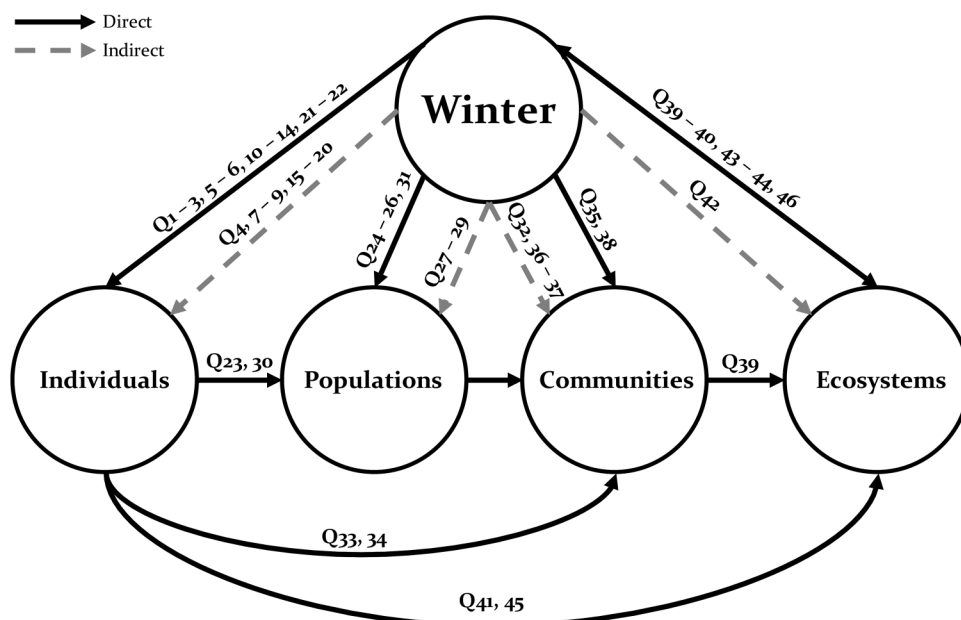 Direct
Indirect
Winter
Q1 – 3, 5 – 6, 10 – 14, 21 – 22
Q4, 7 – 9, 15 – 20
Q24 – 26, 31
Q27 – 29
Q32, 36 – 37
Q35, 38
Q42
Q39 – 40, 43 – 44, 46
Individuals
Q23, 30
Populations
Communities
Q39
Ecosystems
Q33, 34
Q41, 45